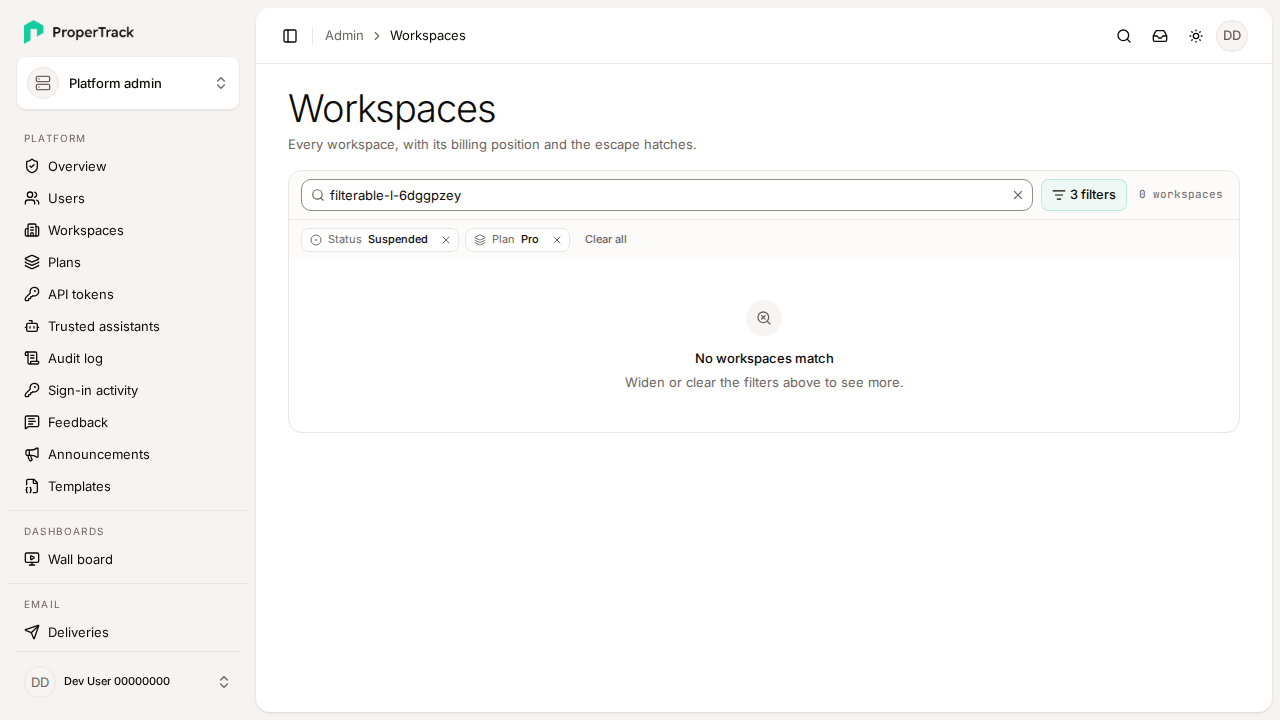 ProperTrack
Platform admin
PLATFORM
Overview
Users
Workspaces
Plans
API tokens
Trusted assistants
Audit log
Sign-in activity
Feedback
Announcements
Templates
DASHBOARDS
Wall board
EMAIL
Deliveries
DD
Dev User 00000000
Admin
Workspaces
DD
Workspaces
Every workspace, with its billing position and the escape hatches.
filterable-l-6dggpzey
3 filters
0 workspaces
Status Suspended
Plan Pro
Clear all
No workspaces match
Widen or clear the filters above to see more.